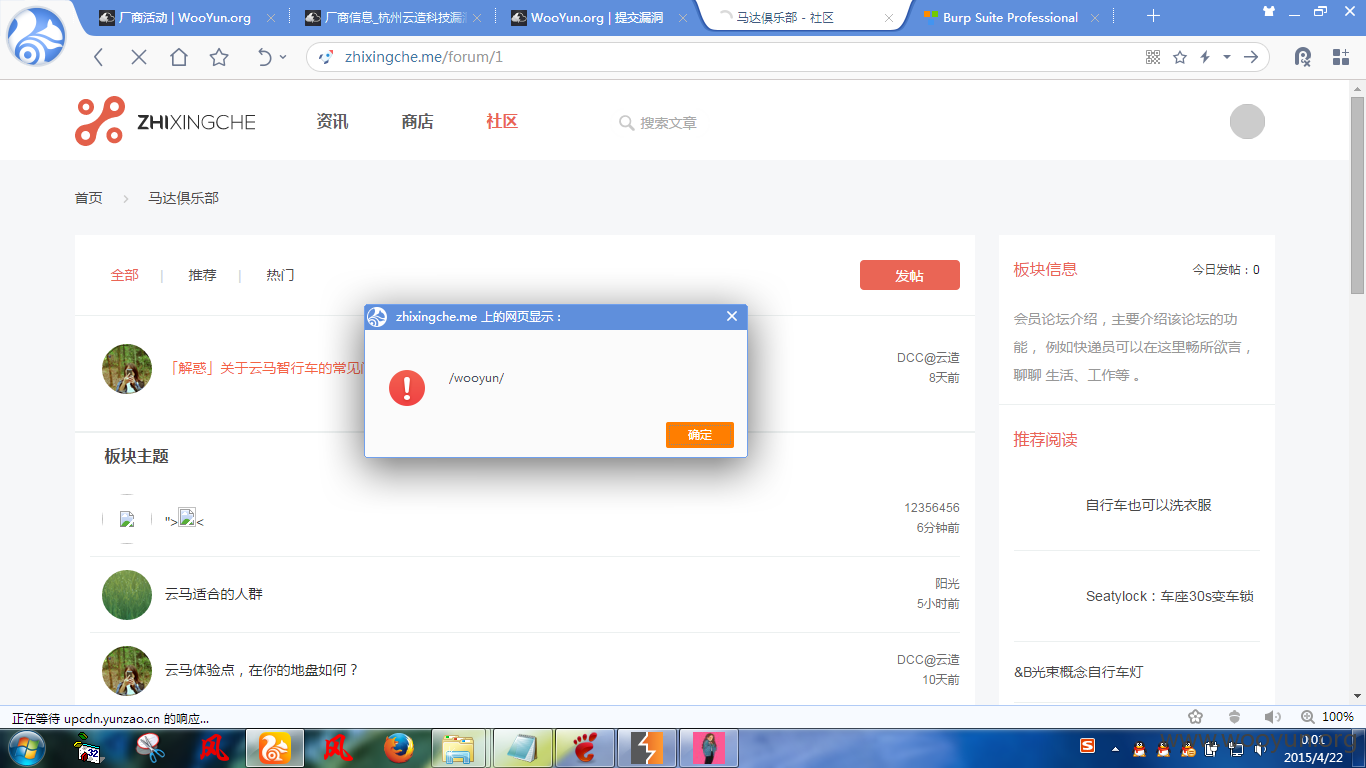 厂商活动 | WooYun.org
厂商信息_杭州云造科技漏
WooYun.org | 提交漏洞
马达俱乐部 - 社区
Burp Suite Professional
zhixingche.me/forum/1
ZHIXINGCHE
资讯
商店
社区
搜索文章
首页
马达俱乐部
全部 | 推荐 | 热门
发帖
「解惑」关于云马智行车的常见
DCC@云造
8天前
zhixingche.me 上的网页显示：
/wooyun/
确定
板块主题
"><
12356456
6分钟前
云马适合的人群
阳光
5小时前
云马体验点，在你的地盘如何？
DCC@云造
10天前
板块信息
今日发帖：0
会员论坛介绍，主要介绍该论坛的功
能， 例如快递员可以在这里畅所欲言，
聊聊 生活、工作等 。
推荐阅读
自行车也可以洗衣服
Seatylock：车座30s变车锁
&B光束概念自行车灯
正在等待 upcdn.yunzao.cn 的响应...
100%
32
风
风
S
0:01
2015/4/22
www.wooyun.org